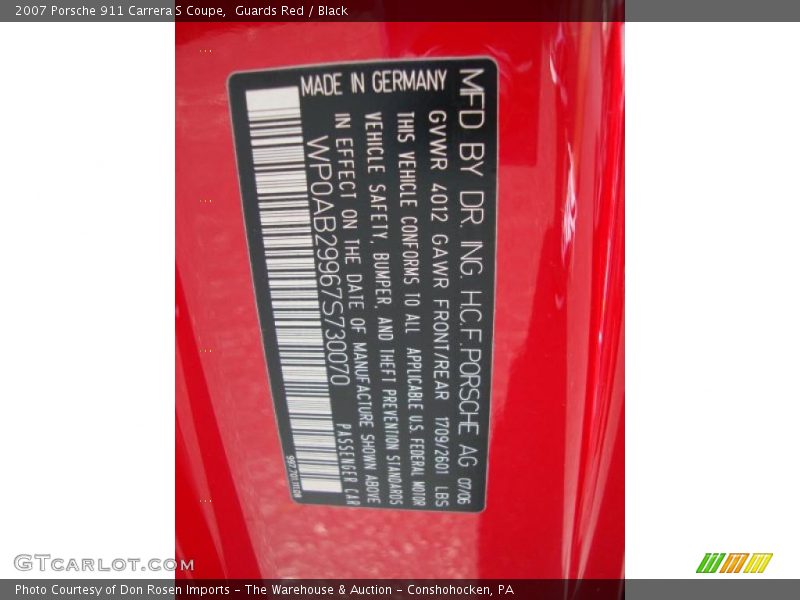 2007 Porsche 911 Carrera S Coupe,  Guards Red / Black
MFD BY DR. ING. H.C.F. PORSCHE AG 07/06
GVWR 4012 GAWR FRONT/REAR 1709/2601 LBS
THIS VEHICLE CONFORMS TO ALL APPLICABLE U.S. FEDERAL MOTOR
VEHICLE SAFETY, BUMPER, AND THEFT PREVENTION STANDARDS
IN EFFECT ON THE DATE OF MANUFACTURE SHOWN ABOVE
WP0AB29967S730070 PASSENGER CAR
MADE IN GERMANY
GTCARLOT.COM
Photo Courtesy of Don Rosen Imports - The Warehouse & Auction - Conshohocken, PA